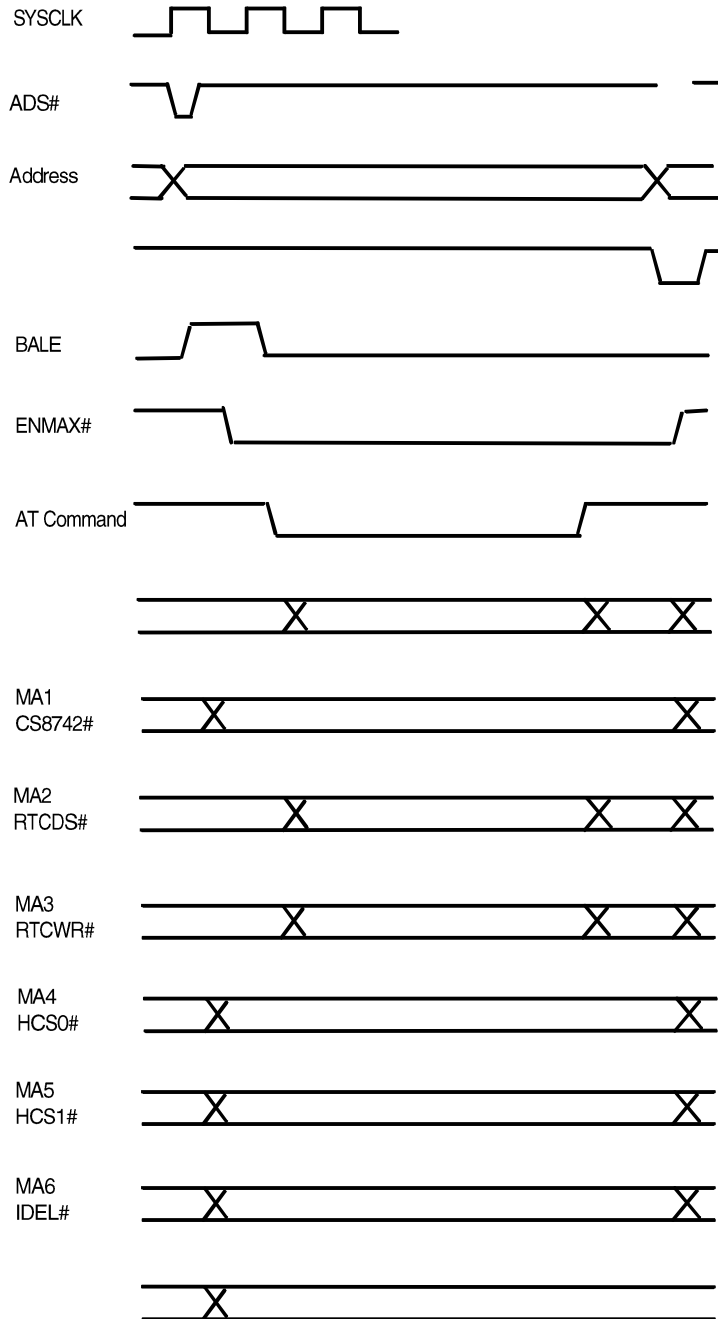 SYSCLK
ADS#
Address
BALE
ENMAX#
AT Command
MA1
CS8742#
MA2
RTCDS#
MA3
RTCWR#
MA4
HCS0#
MA5
HCS1#
MA6
IDEL#